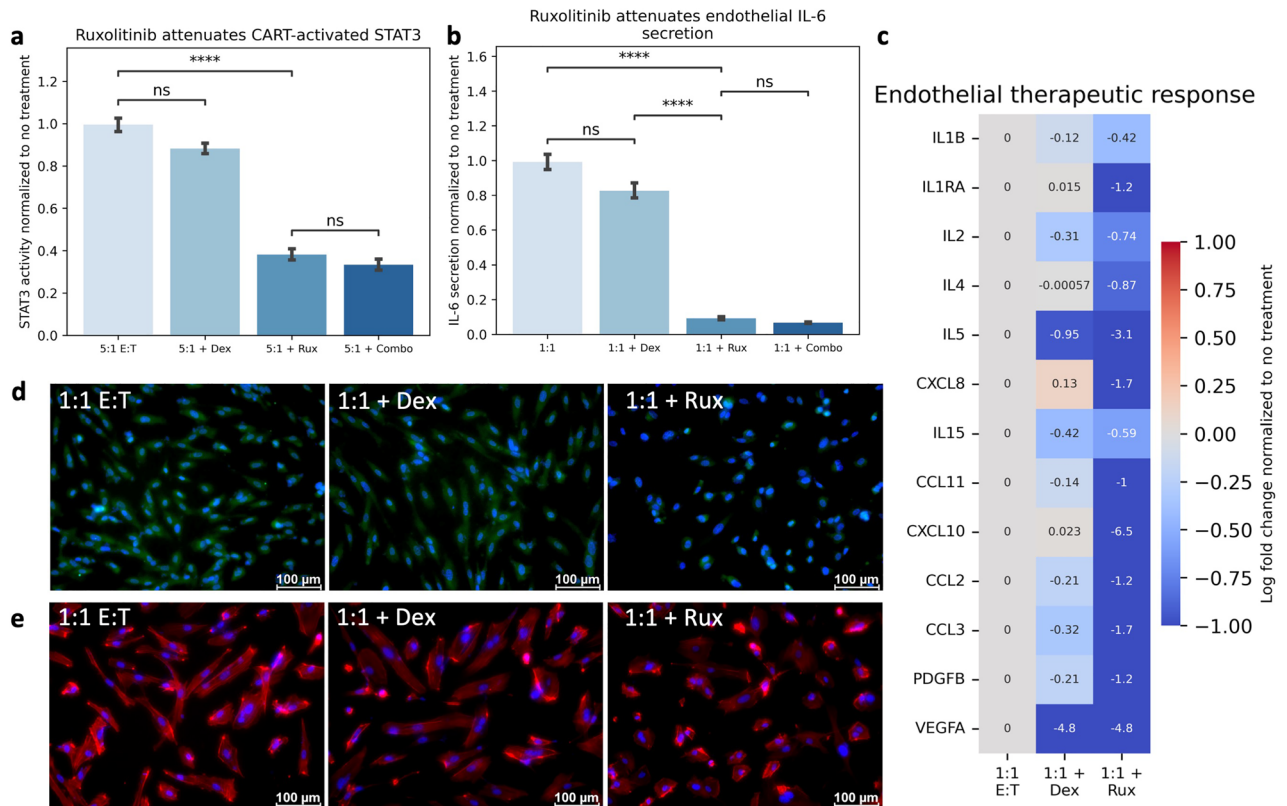 a
Ruxolitinib attenuates CART-activated STAT3
STAT3 activity normalized to no treatment
1.2
1.0
0.8
0.6
0.4
0.2
0.0
****
ns
ns
5:1 E:T
5:1 + Dex
5:1 + Rux
5:1 + Combo
b
Ruxolitinib attenuates endothelial IL-6
secretion
IL-6 secretion normalized to no treatment
1.6
1.4
1.2
1.0
0.8
0.6
0.4
0.2
0.0
****
ns
****
ns
1:1
1:1 + Dex
1:1 + Rux
1:1 + Combo
c
Endothelial therapeutic response
IL1B 0 -0.12 -0.42
IL1RA 0 0.015 -1.2
IL2 0 -0.31 -0.74
IL4 0 -0.00057 -0.87
IL5 0 -0.95 -3.1
CXCL8 0 0.13 -1.7
IL15 0 -0.42 -0.59
CCL11 0 -0.14 -1
CXCL10 0 0.023 -6.5
CCL2 0 -0.21 -1.2
CCL3 0 -0.32 -1.7
PDGFB 0 -0.21 -1.2
VEGFA 0 -4.8 -4.8
1:1 E:T
1:1 + Dex
1:1 + Rux
1.00
0.75
0.50
0.25
0.00
−0.25
−0.50
−0.75
−1.00
Log fold change normalized to no treatment
d
1:1 E:T
100 µm
1:1 + Dex
100 µm
1:1 + Rux
100 µm
e
1:1 E:T
100 µm
1:1 + Dex
100 µm
1:1 + Rux
100 µm